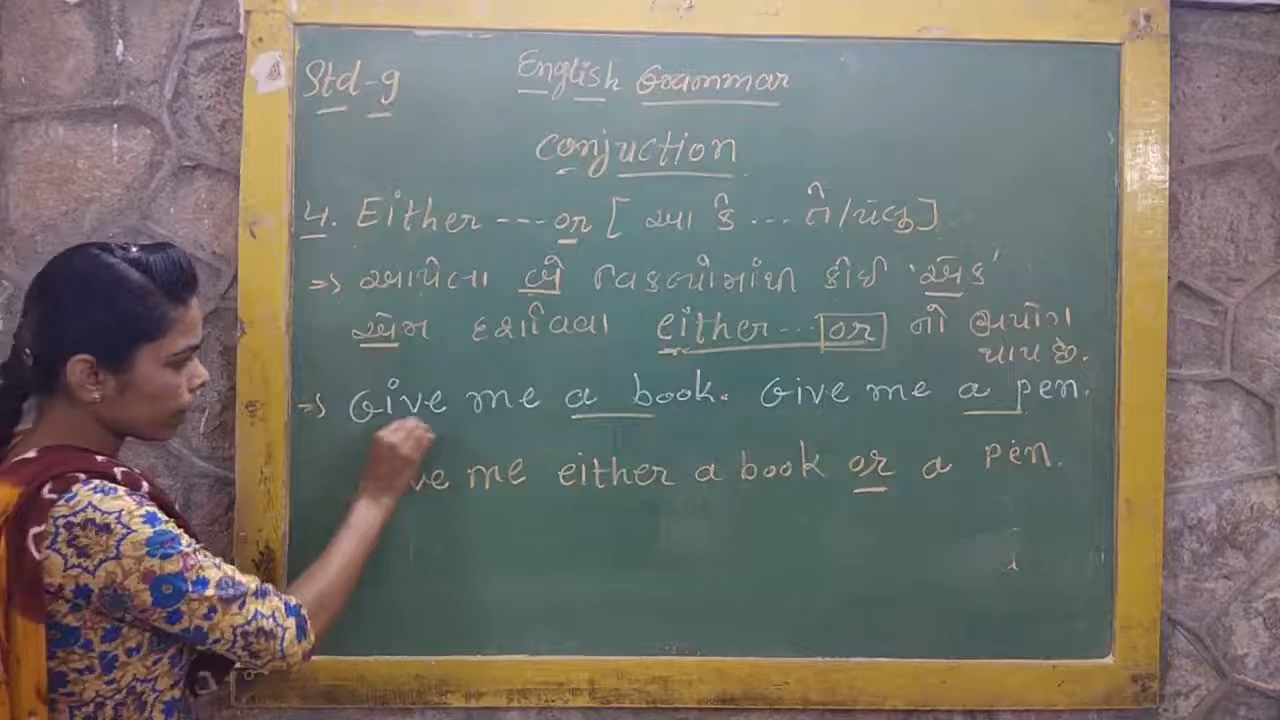 Std-9 English Grammar
Conjuction
4. Either --- or [ આ કે ... તે / પેલું ]
=> આપેલા બે વિકલ્પોમાંથી કોઈ 'એક'
એમ દર્શાવવા either....or નો ઉપયોગ
થાય છે.
=> Give me a book. Give me a pen.
ve me either a book or a pen.